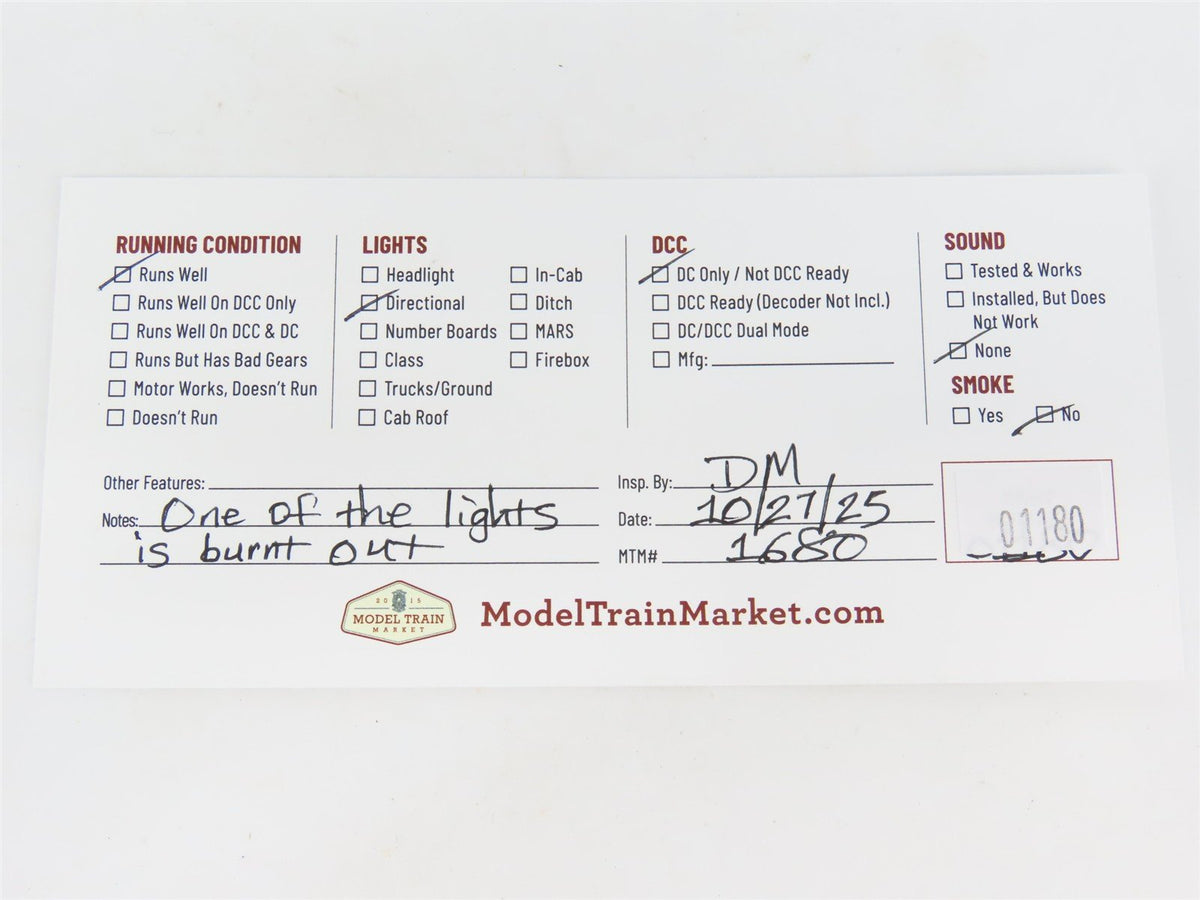 RUNNING CONDITION
Runs Well
Runs Well On DCC Only
Runs Well On DCC & DC
Runs But Has Bad Gears
Motor Works, Doesn't Run
Doesn't Run
LIGHTS
Headlight
Directional
Number Boards
Class
Trucks/Ground
Cab Roof
In-Cab
Ditch
MARS
Firebox
DCC
DC Only / Not DCC Ready
DCC Ready (Decoder Not Incl.)
DC/DCC Dual Mode
Mfg:
SOUND
Tested & Works
Installed, But Does
Not Work
None
SMOKE
Yes No
Other Features:
Notes: One of the lights
is burnt out
Insp. By: DM
Date: 10/27/25
MTM# 1680
01180
2015
MODEL TRAIN
MARKET
ModelTrainMarket.com